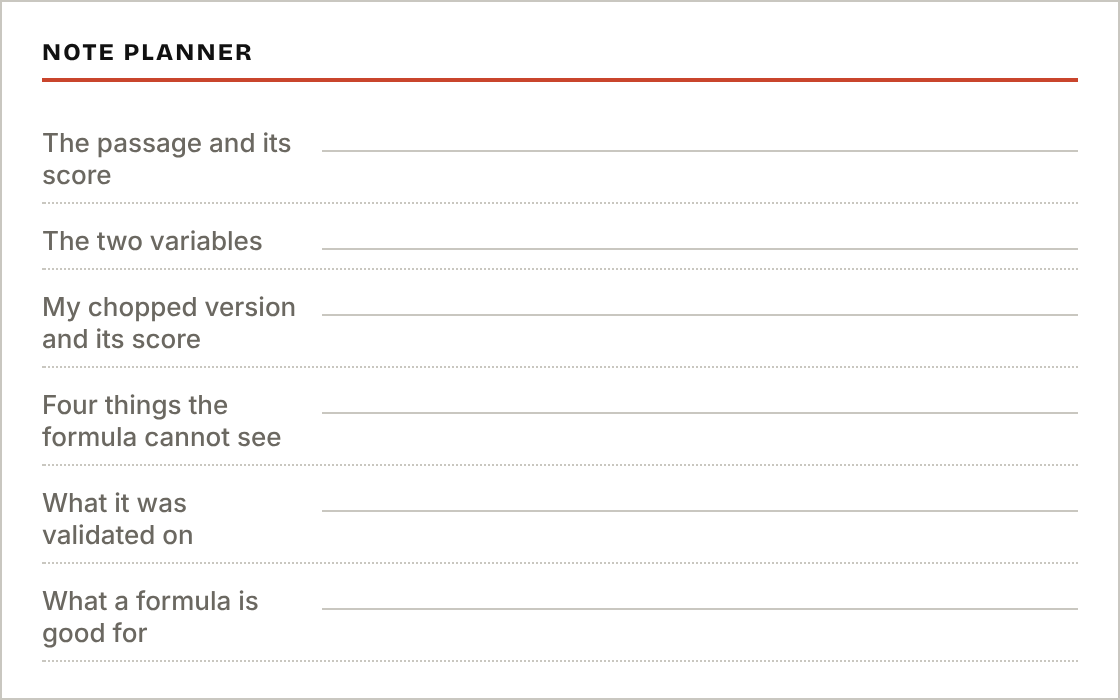 NOTE PLANNER
The passage and its
score
The two variables
My chopped version
and its score
Four things the
formula cannot see
What it was
validated on
What a formula is
good for